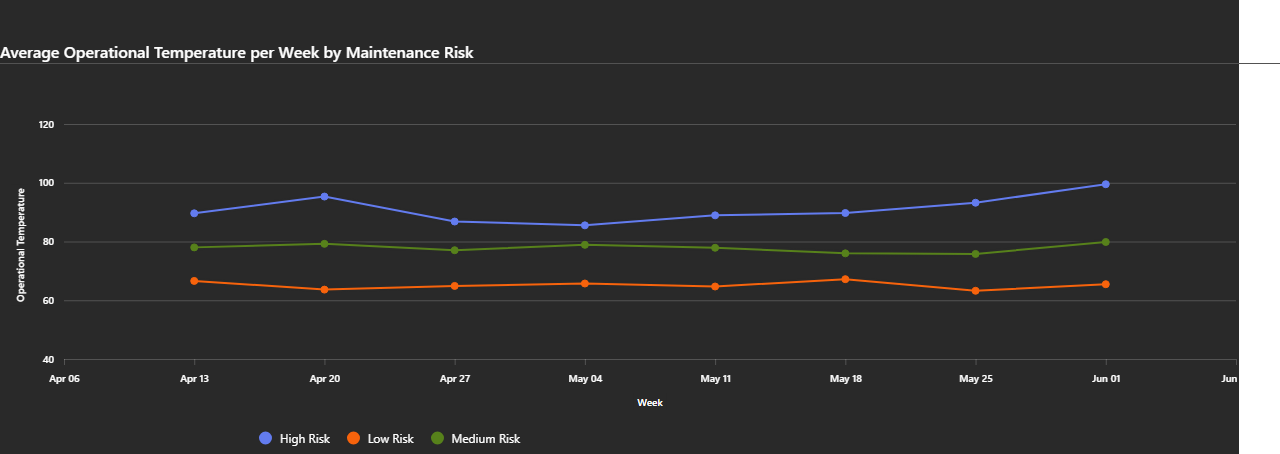 Average Operational Temperature per Week by Maintenance Risk
120
100
80
60
40
Operational Temperature
Apr 06 Apr 13 Apr 20 Apr 27 May 04 May 11 May 18 May 25 Jun 01 Jun
Week
High Risk Low Risk Medium Risk